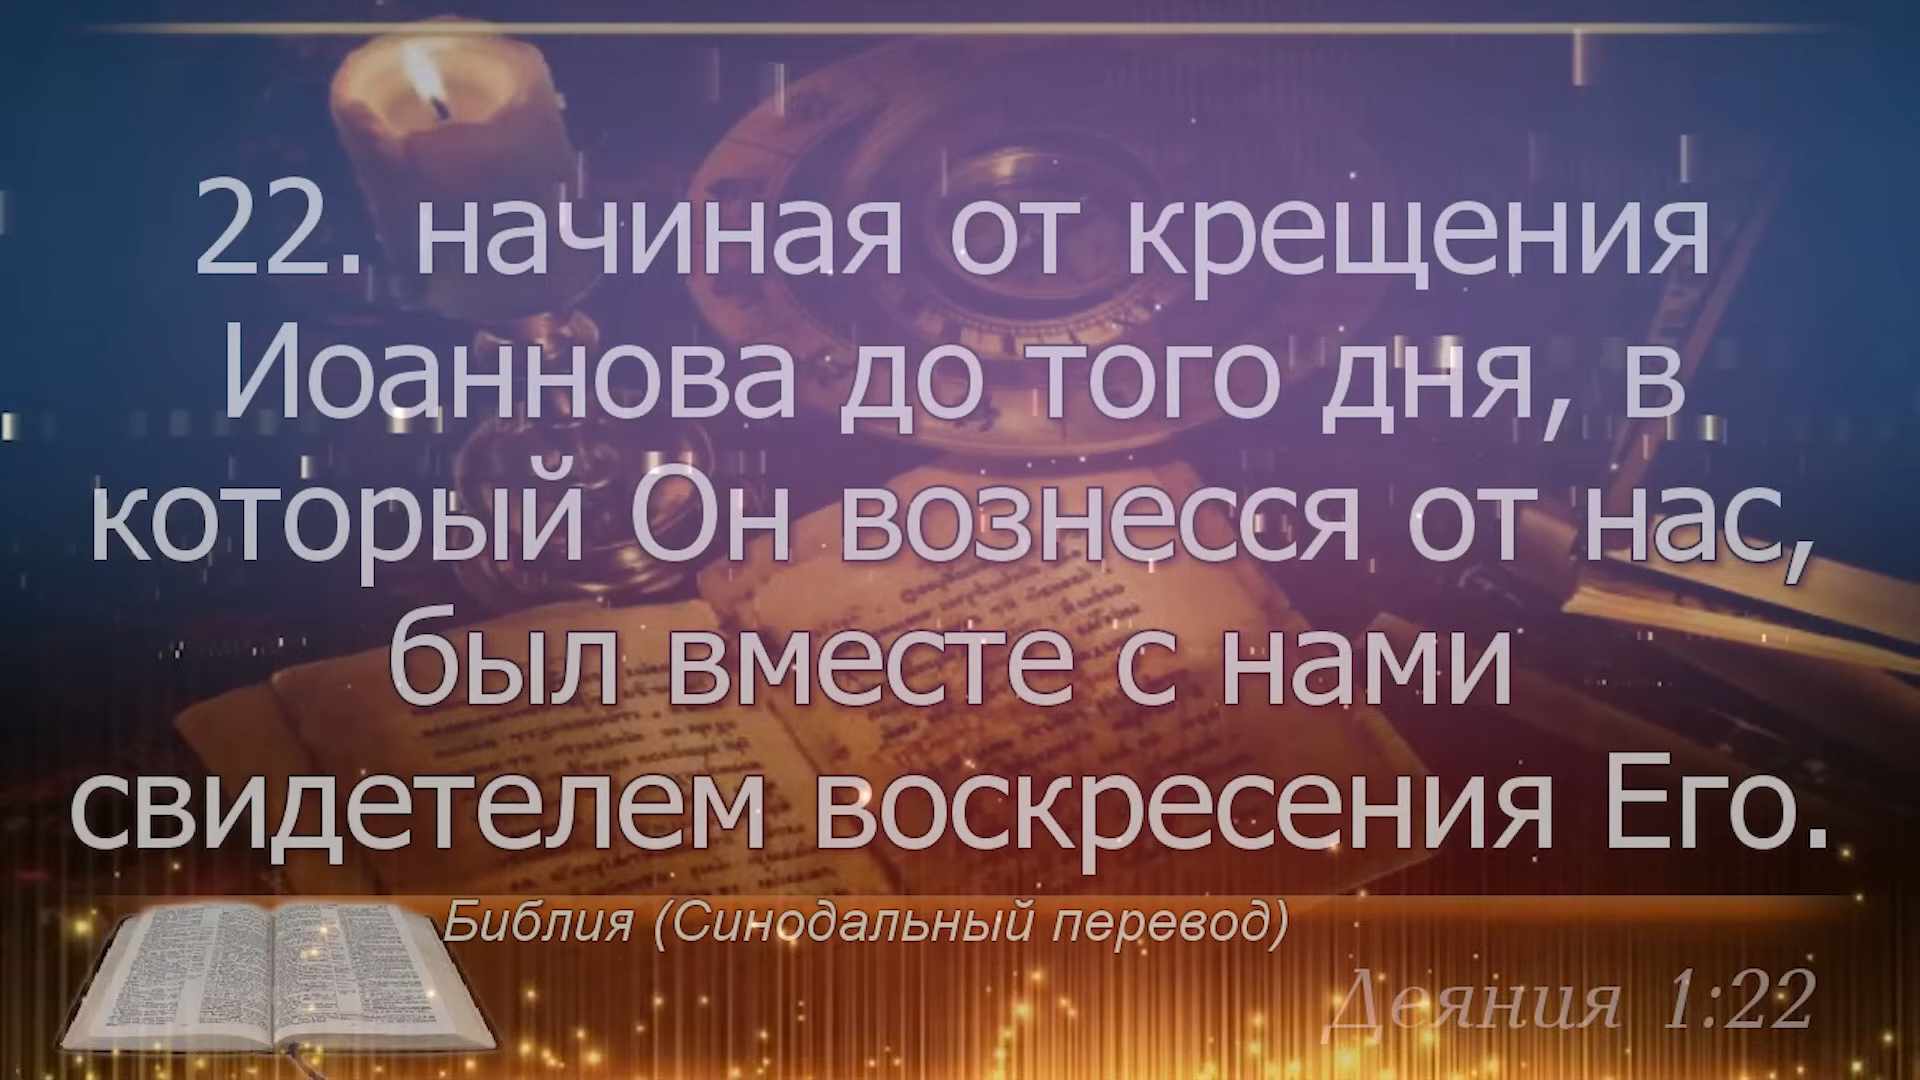 22. начиная от крещения
Иоаннова до того дня, в
который Он вознесся от нас,
был вместе с нами
свидетелем воскресения Его.
Библия (Синодальный перевод)
Деяния 1:22